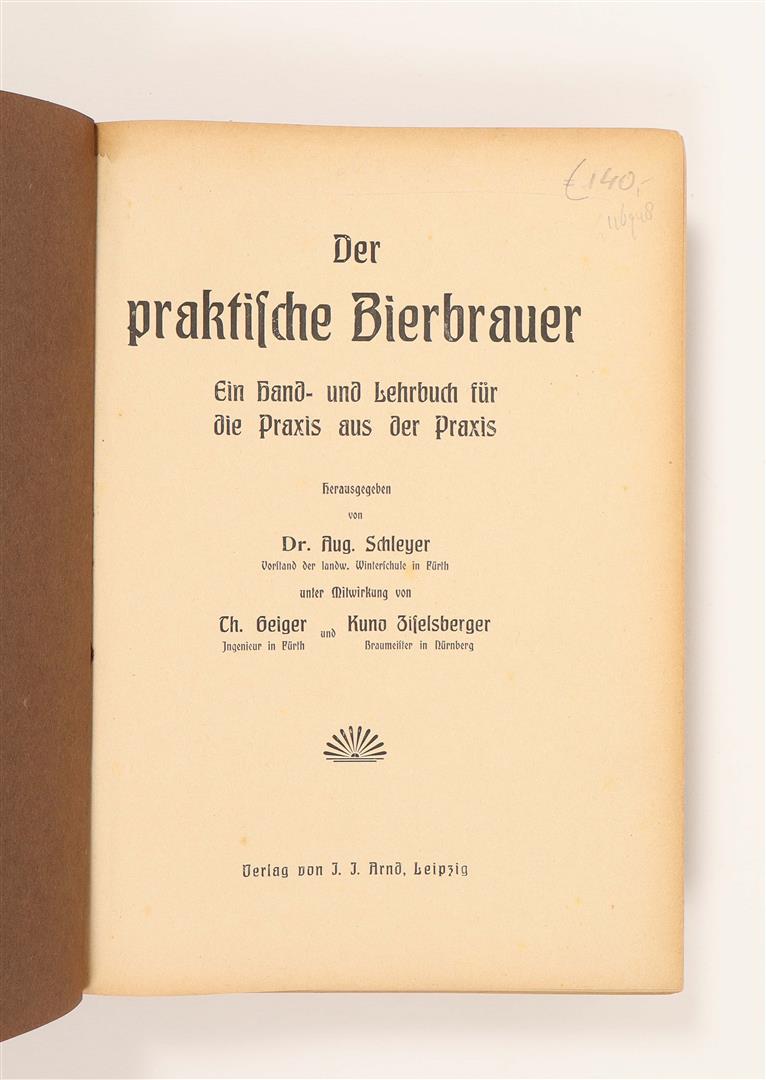 € 140,-
Der
praktiſche Bierbrauer
Ein Hand- und Lehrbuch für
die Praxis aus der Praxis
Herausgegeben
von
Dr. Aug. Schleyer
Vorſtand der landw. Winterſchule in Fürth
unter Mitwirkung von
Th. Geiger und Kuno Ziſelsberger
Ingenieur in Fürth Braumeiſter in Nürnberg
Verlag von J. J. Arnd, Leipzig